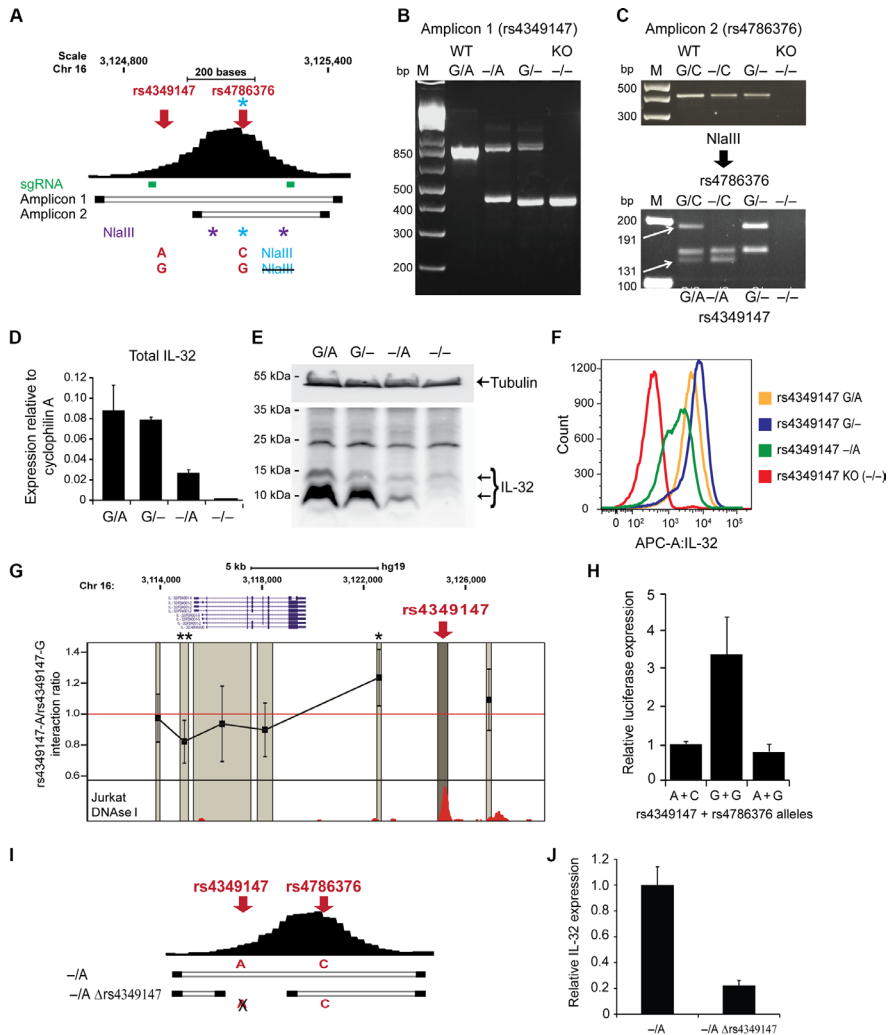 A
Scale
Chr 16
3,124,800
3,125,400
200 bases
rs4349147
rs4786376
*
sgRNA
Amplicon 1
Amplicon 2
NlaIII
*
*
*
A
C
NlaIII
G
G
NlaIII
B
Amplicon 1 (rs4349147)
WT
KO
bp
M
G/A
–/A
G/–
–/–
850
500
400
300
200
C
Amplicon 2 (rs4786376)
WT
KO
bp
M
G/C
–/C
G/–
–/–
500
300
NlaIII
rs4786376
M
G/C
–/C
G/–
–/–
200
191
131
100
G/A
–/A
G/–
–/–
rs4349147
D
Total IL-32
Expression relative to
cyclophilin A
0.12
0.10
0.08
0.06
0.04
0.02
0
G/A
G/–
–/A
–/–
E
G/A
G/–
–/A
–/–
55 kDa
Tubulin
35 kDa
25 kDa
15 kDa
10 kDa
IL-32
F
Count
1200
900
600
300
0
0
10²
10³
10⁴
10⁵
APC-A:IL-32
rs4349147 G/A
rs4349147 G/–
rs4349147 –/A
rs4349147 KO (–/–)
G
5 kb
hg19
Chr 16:
3,114,000
3,118,000
3,122,000
3,126,000
rs4349147
**
*
rs4349147-A/rs4349147-G
interaction ratio
1.4
1.2
1.0
0.8
0.6
Jurkat
DNAse I
H
Relative luciferase expression
5
4
3
2
1
0
A + C
G + G
A + G
rs4349147 + rs4786376 alleles
I
rs4349147
rs4786376
A
C
–/A
–/A Δrs4349147
A
C
J
Relative IL-32 expression
1.2
1.0
0.8
0.6
0.4
0.2
0
–/A
–/A Δrs4349147